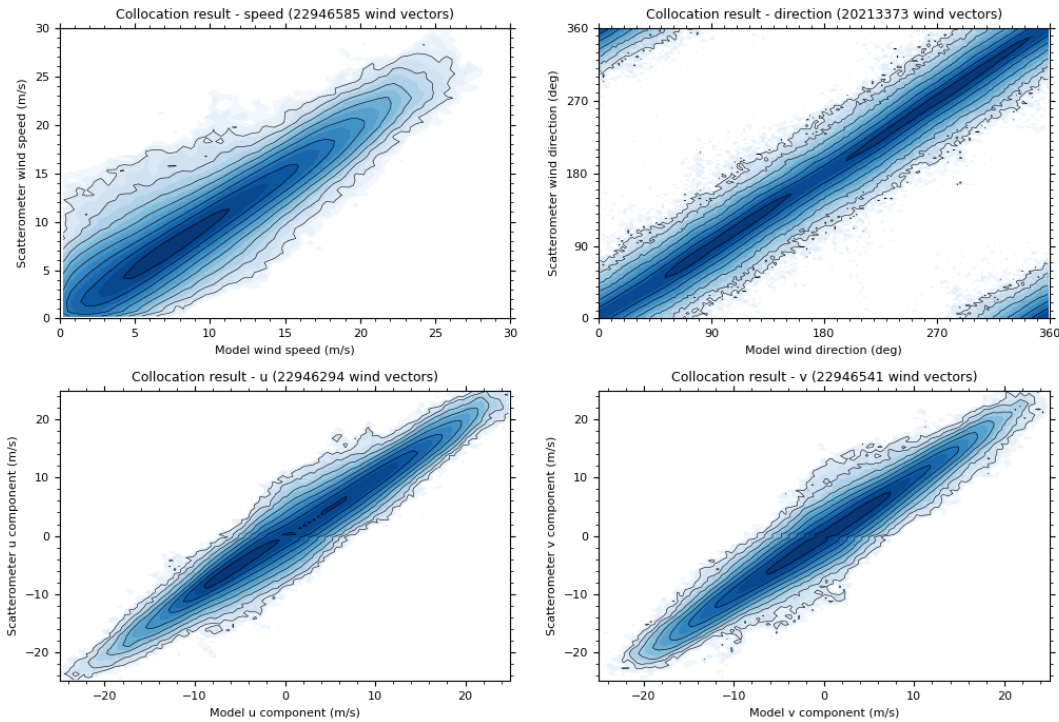 Collocation result - speed (22946585 wind vectors)
30
25
20
15
10
5
0
Scatterometer wind speed (m/s)
0 5 10 15 20 25 30
Model wind speed (m/s)
Collocation result - direction (20213373 wind vectors)
360
270
180
90
0
Scatterometer wind direction (deg)
0 90 180 270 360
Model wind direction (deg)
Collocation result - u (22946294 wind vectors)
20
10
0
−10
−20
Scatterometer u component (m/s)
−20 −10 0 10 20
Model u component (m/s)
Collocation result - v (22946541 wind vectors)
20
10
0
−10
−20
Scatterometer v component (m/s)
−20 −10 0 10 20
Model v component (m/s)